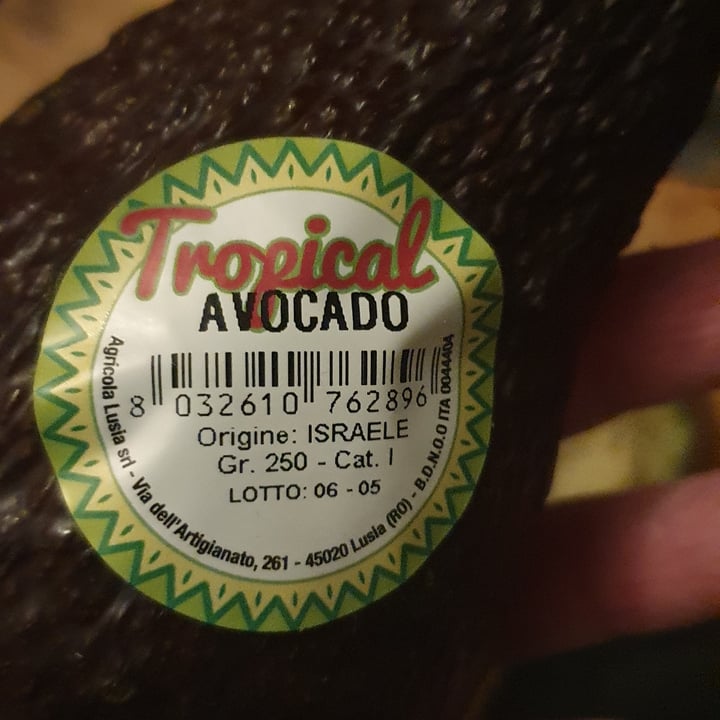 Tropical
AVOCADO
8 032610 762896
Origine: ISRAELE
Gr. 250 - Cat. I
LOTTO: 06 - 05
Agricola Lusia srl - Via dell'Artigianato, 261 - 45020 Lusia (RO) - B.D.N.O.O ITA 0044404